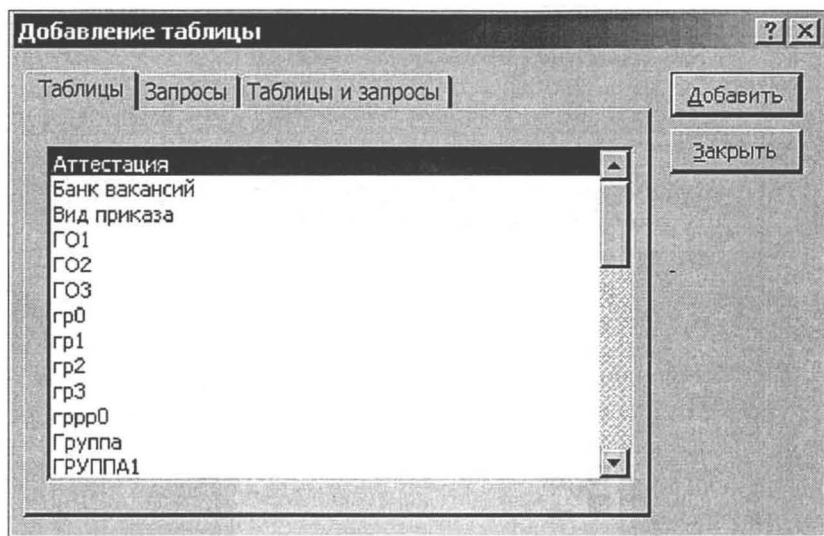 Добавление таблицы
Таблицы Запросы Таблицы и запросы
Добавить
Закрыть
Аттестация
Банк вакансий
Вид приказа
ГО1
ГО2
ГО3
гр0
гр1
гр2
гр3
гррр0
Группа
ГРУППА1